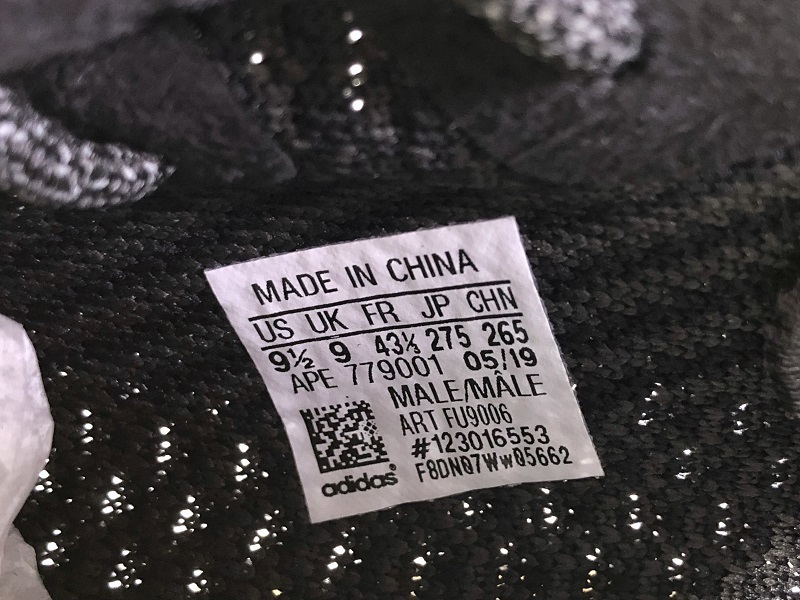 MADE IN CHINA
US UK FR JP CHN
9½ 9 43⅓ 275 265
APE 779001 05/19
MALE/MÂLE
ART FU9006
#123016553
F8DN07Ww05662
adidas®